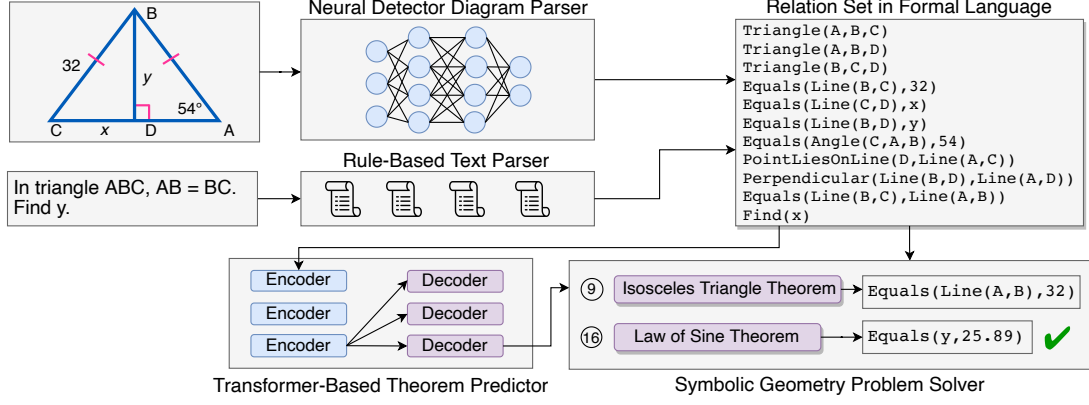 Neural Detector Diagram Parser
Relation Set in Formal Language
B
32
y
54°
C
x
D
A
Triangle(A,B,C)
Triangle(A,B,D)
Triangle(B,C,D)
Equals(Line(B,C),32)
Equals(Line(C,D),x)
Equals(Line(B,D),y)
Equals(Angle(C,A,B),54)
PointLiesOnLine(D,Line(A,C))
Perpendicular(Line(B,D),Line(A,D))
Equals(Line(B,C),Line(A,B))
Find(x)
Rule-Based Text Parser
In triangle ABC, AB = BC.
Find y.
Encoder
Decoder
Encoder
Decoder
Encoder
Decoder
Transformer-Based Theorem Predictor
9
Isosceles Triangle Theorem
Equals(Line(A,B),32)
16
Law of Sine Theorem
Equals(y,25.89)
Symbolic Geometry Problem Solver